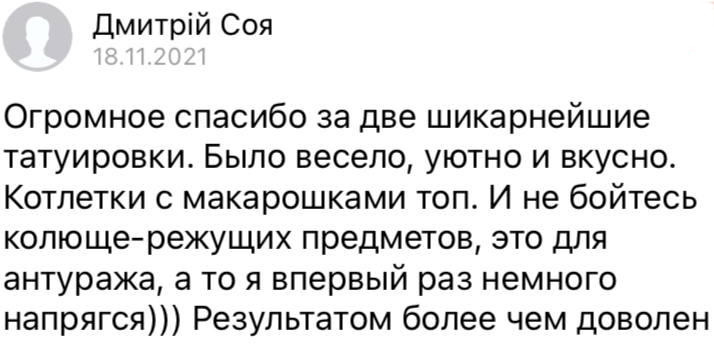 Дмитрій Соя
18.11.2021
Огромное спасибо за две шикарнейшие
татуировки. Было весело, уютно и вкусно.
Котлетки с макарошками топ. И не бойтесь
колюще-режущих предметов, это для
антуража, а то я впервый раз немного
напрягся))) Результатом более чем доволен